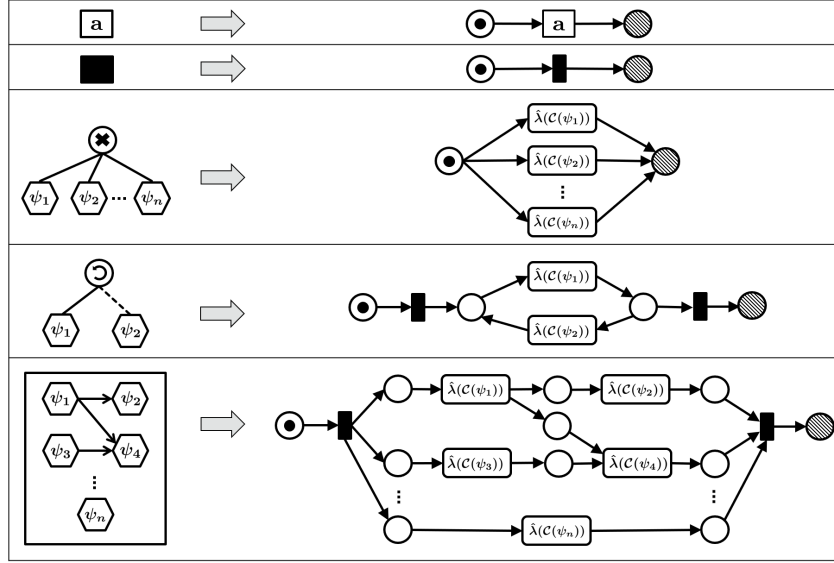 a a
λ̂(C(ψ₁))
ψ₁ ψ₂ ... ψₙ λ̂(C(ψ₂))
...
λ̂(C(ψₙ))
λ̂(C(ψ₁))
ψ₁ ψ₂ λ̂(C(ψ₂))
ψ₁ ψ₂ λ̂(C(ψ₁)) λ̂(C(ψ₂))
ψ₃ ψ₄ λ̂(C(ψ₃)) λ̂(C(ψ₄))
... ... ...
ψₙ λ̂(C(ψₙ))